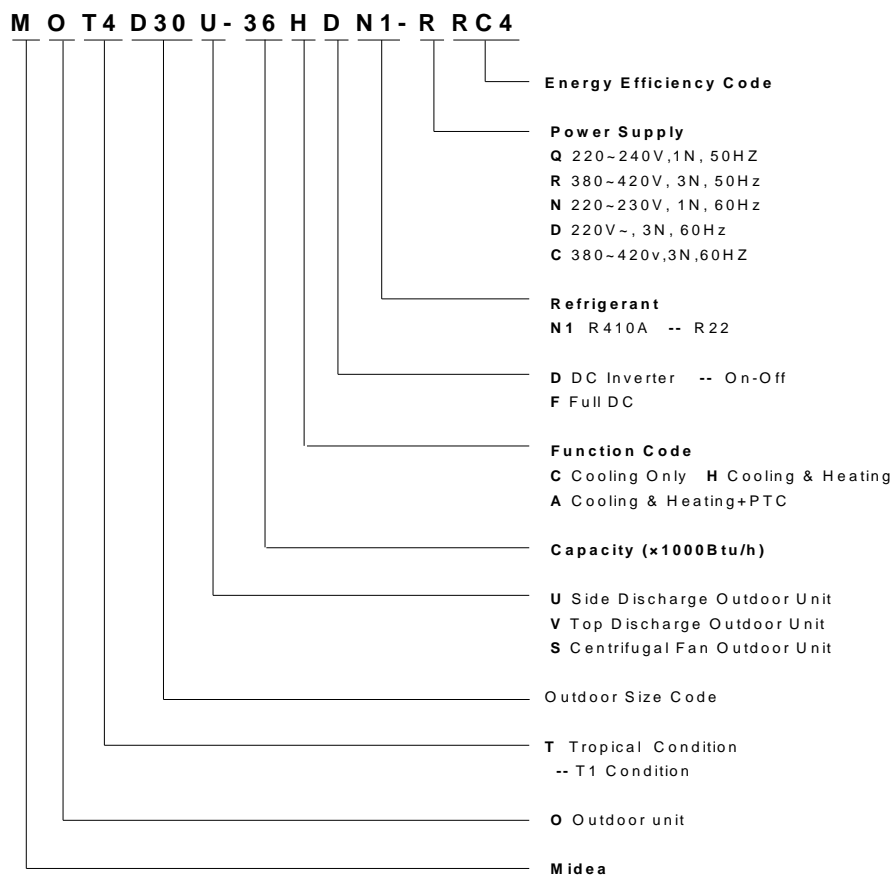 M O T4 D30 U- 36 H D N1- R RC4
Energy Efficiency Code
Power Supply
Q 220~240V,1N, 50HZ
R 380~420V, 3N, 50Hz
N 220~230V, 1N, 60Hz
D 220V~, 3N, 60Hz
C 380~420v,3N,60HZ
Refrigerant
N1 R410A -- R22
D DC Inverter -- On-Off
F Full DC
Function Code
C Cooling Only H Cooling & Heating
A Cooling & Heating+PTC
Capacity (×1000Btu/h)
U Side Discharge Outdoor Unit
V Top Discharge Outdoor Unit
S Centrifugal Fan Outdoor Unit
Outdoor Size Code
T Tropical Condition
-- T1 Condition
O Outdoor unit
Midea